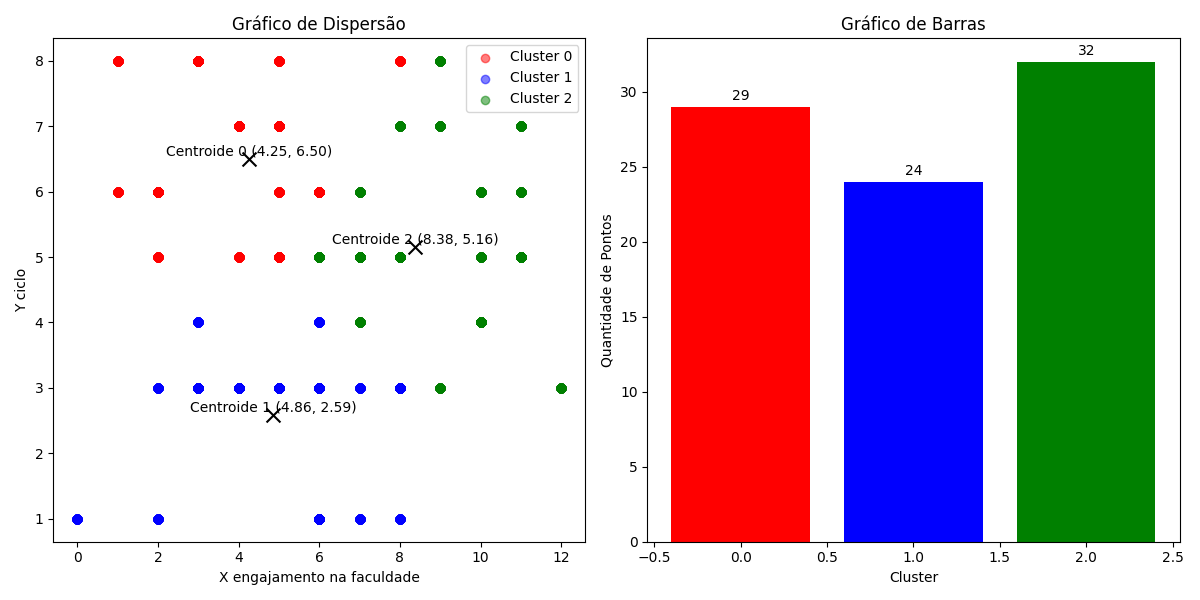 Gráfico de Dispersão
Cluster 0
Cluster 1
Cluster 2
Centroide 0 (4.25, 6.50)
Centroide 2 (8.38, 5.16)
Centroide 1 (4.86, 2.59)
8
7
6
5
4
3
2
1
0 2 4 6 8 10 12
Y ciclo
X engajamento na faculdade
Gráfico de Barras
29
24
32
30
25
20
15
10
5
0
−0.5 0.0 0.5 1.0 1.5 2.0 2.5
Quantidade de Pontos
Cluster